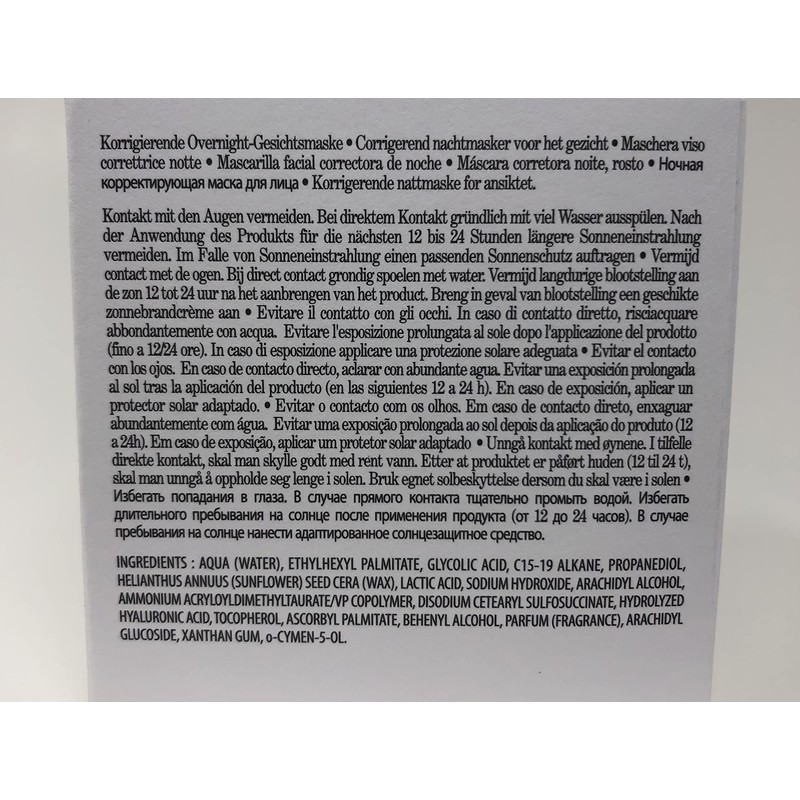 Korrigierende Overnight-Gesichtsmaske • Corrigerend nachtmasker voor het gezicht • Maschera viso
correttrice notte • Mascarilla facial correctora de noche • Máscara corretora noite, rosto • Ночная
корректирующая маска для лица • Korrigerende nattmaske for ansiktet.
Kontakt mit den Augen vermeiden. Bei direktem Kontakt gründlich mit viel Wasser ausspülen. Nach
der Anwendung des Produkts für die nächsten 12 bis 24 Stunden längere Sonneneinstrahlung
vermeiden. Im Falle von Sonneneinstrahlung einen passenden Sonnenschutz auftragen • Vermijd
contact met de ogen. Bij direct contact grondig spoelen met water. Vermijd langdurige blootstelling aan
de zon 12 tot 24 uur na het aanbrengen van het product. Breng in geval van blootstelling een geschikte
zonnebrandcrème aan • Evitare il contatto con gli occhi. In caso di contatto diretto, risciacquare
abbondantemente con acqua. Evitare l'esposizione prolungata al sole dopo l'applicazione del prodotto
(fino a 12/24 ore). In caso di esposizione applicare una protezione solare adeguata • Evitar el contacto
con los ojos. En caso de contacto directo, aclarar con abundante agua. Evitar una exposición prolongada
al sol tras la aplicación del producto (en las siguientes 12 a 24 h). En caso de exposición, aplicar un
protector solar adaptado. • Evitar o contacto com os olhos. Em caso de contacto direto, enxaguar
abundantemente com água. Evitar uma exposição prolongada ao sol depois da aplicação do produto (12
a 24h). Em caso de exposição, aplicar um protetor solar adaptado • Unngå kontakt med øynene. I tilfelle
direkte kontakt, skal man skylle godt med rent vann. Etter at produktet er påført huden (12 til 24 t),
skal man unngå å oppholde seg lenge i solen. Bruk egnet solbeskyttelse dersom du skal være i solen •
Избегать попадания в глаза. В случае прямого контакта тщательно промыть водой. Избегать
длительного пребывания на солнце после применения продукта (от 12 до 24 часов). В случае
пребывания на солнце нанести адаптированное солнцезащитное средство.
INGREDIENTS : AQUA (WATER), ETHYLHEXYL PALMITATE, GLYCOLIC ACID, C15-19 ALKANE, PROPANEDIOL,
HELIANTHUS ANNUUS (SUNFLOWER) SEED CERA (WAX), LACTIC ACID, SODIUM HYDROXIDE, ARACHIDYL ALCOHOL,
AMMONIUM ACRYLOYLDIMETHYLTAURATE/VP COPOLYMER, DISODIUM CETEARYL SULFOSUCCINATE, HYDROLYZED
HYALURONIC ACID, TOCOPHEROL, ASCORBYL PALMITATE, BEHENYL ALCOHOL, PARFUM (FRAGRANCE), ARACHIDYL
GLUCOSIDE, XANTHAN GUM, o-CYMEN-5-OL.